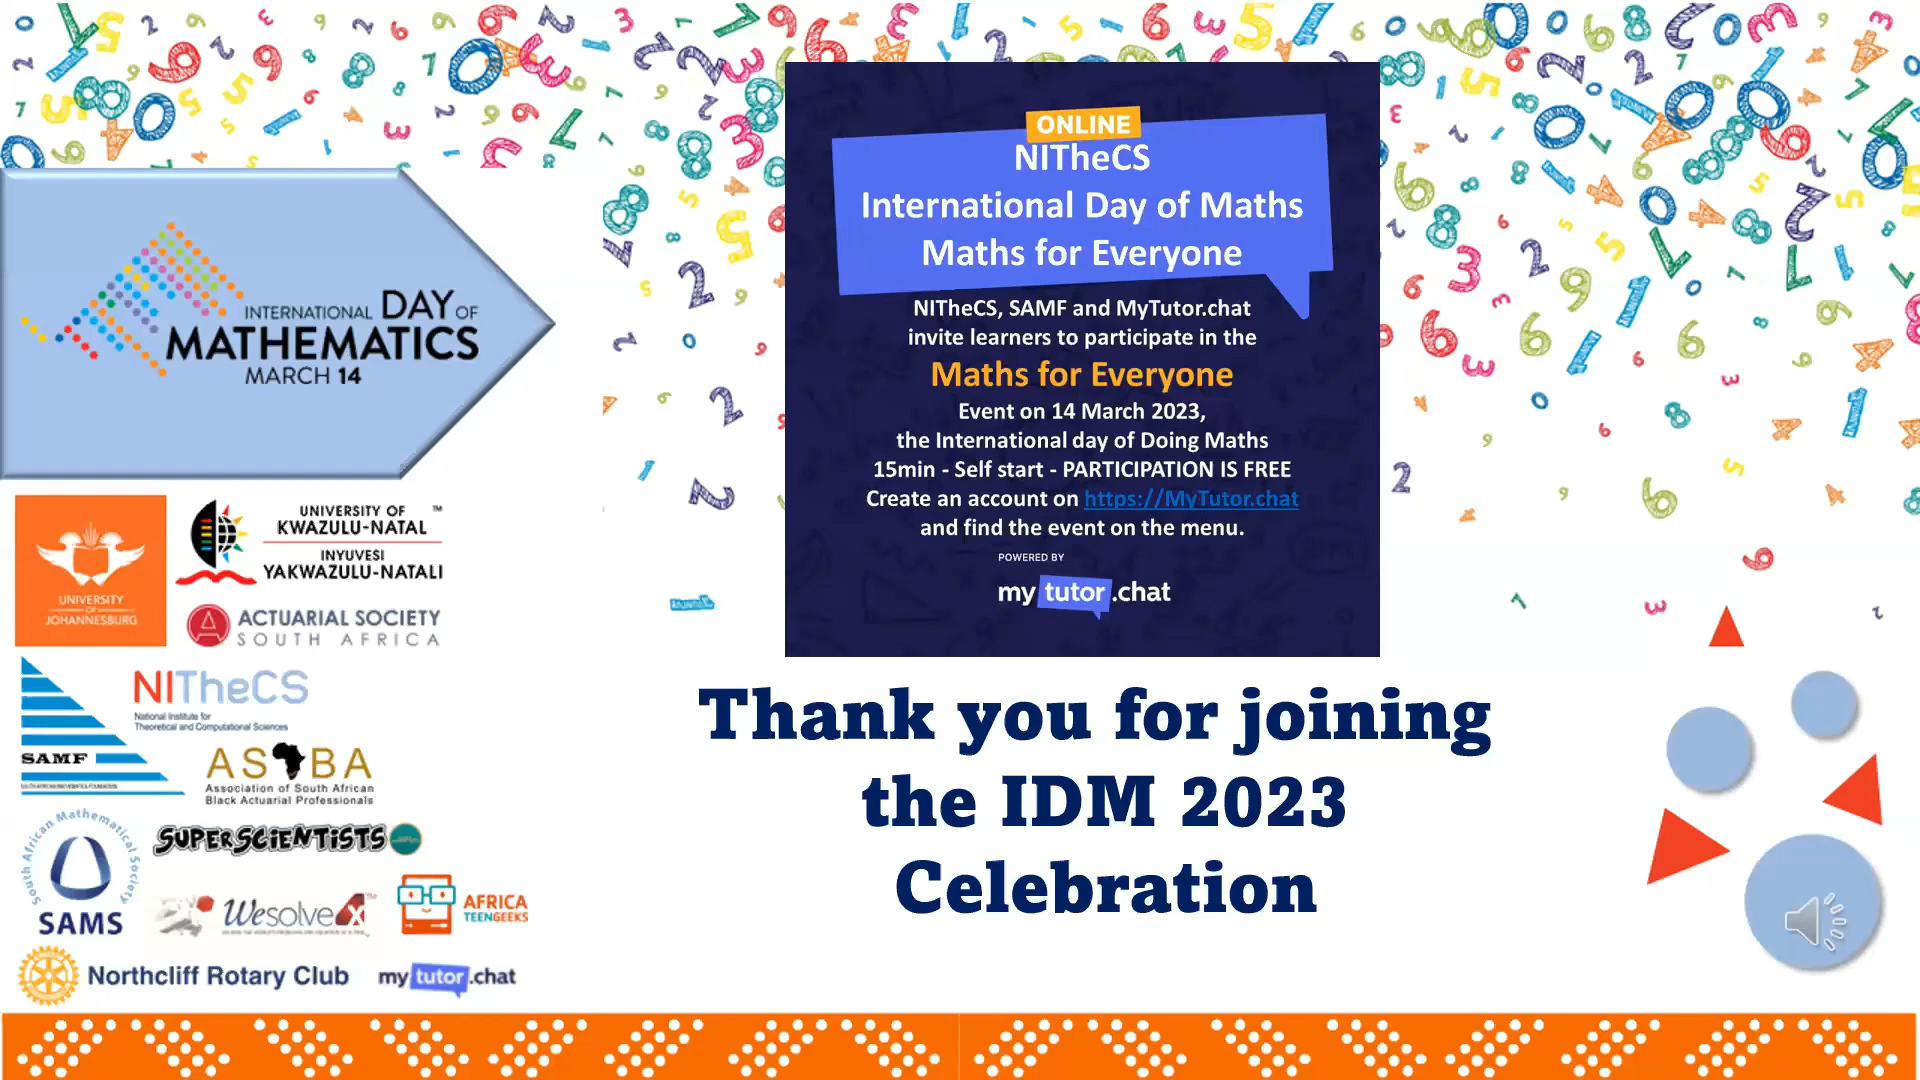 INTERNATIONAL DAY OF
MATHEMATICS
MARCH 14
ONLINE
NITheCS
International Day of Maths
Maths for Everyone
NITheCS, SAMF and MyTutor.chat
invite learners to participate in the
Maths for Everyone
Event on 14 March 2023,
the International day of Doing Maths
15min - Self start - PARTICIPATION IS FREE
Create an account on https://MyTutor.chat
and find the event on the menu.
POWERED BY
my tutor.chat
Thank you for joining
the IDM 2023
Celebration
UNIVERSITY
OF
JOHANNESBURG
UNIVERSITY OF ™
KWAZULU-NATAL
INYUVESI
YAKWAZULU-NATALI
ACTUARIAL SOCIETY
SOUTH AFRICA
NITheCS
National Institute for
Theoretical and Computational Sciences
SAMF
ASABA
Association of South African
Black Actuarial Professionals
South African Mathematical Society
SAMS
SUPERSCIENTISTS
WesolveX
AFRICA
TEENGEEKS
Northcliff Rotary Club
my tutor.chat